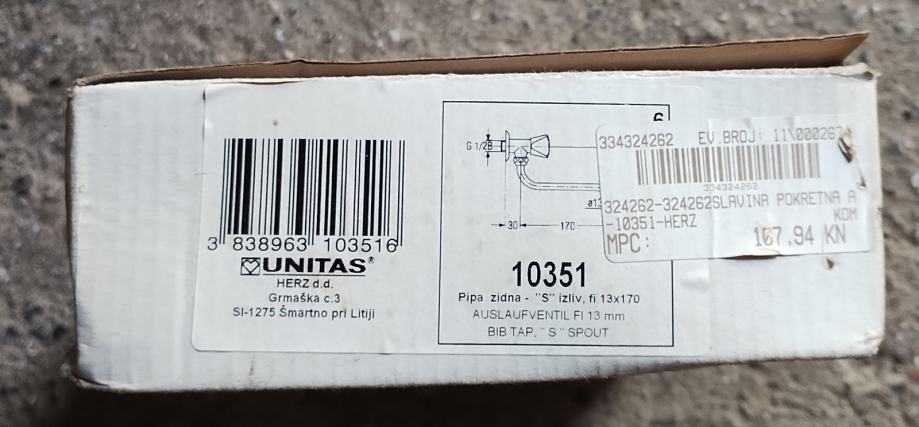 3 838963 103516
UNITAS®
HERZ d.d.
Grmaška c.3
SI-1275 Šmartno pri Litiji
G 1/2B
30
170
10351
Pipa zidna - "S" izliv, fi 13x170
AUSLAUFVENTIL FI 13 mm
BIB TAP, "S" SPOUT
334324262 EV.BROJ: 11\000267
334324262
324262-324262SLAVINA POKRETNA A
-10351-HERZ KOM
MPC: 167.94 KN